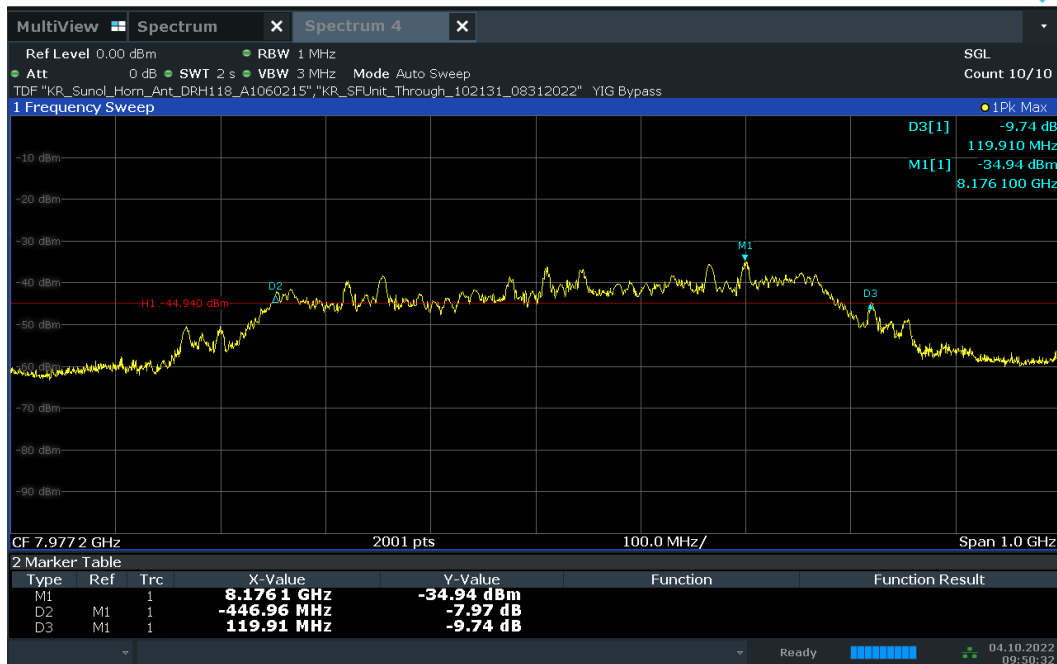 MultiView Spectrum X Spectrum 4 X
Ref Level 0.00 dBm RBW 1 MHz SGL
Att 0 dB SWT 2 s VBW 3 MHz Mode Auto Sweep Count 10/10
TDF "KR_Sunol_Horn_Ant_DRH118_A1060215","KR_SFUnit_Through_102131_08312022" YIG Bypass
1 Frequency Sweep 1Pk Max
D3[1] -9.74 dB
119.910 MHz
-10 dBm
M1[1] -34.94 dBm
8.176 100 GHz
-20 dBm
-30 dBm
M1
-40 dBm
D2
D3
H1 -44.940 dBm
-50 dBm
-60 dBm
-70 dBm
-80 dBm
-90 dBm
CF 7.9772 GHz 2001 pts 100.0 MHz/ Span 1.0 GHz
2 Marker Table
Type Ref Trc X-Value Y-Value Function Function Result
M1 1 8.1761 GHz -34.94 dBm
D2 M1 1 -446.96 MHz -7.97 dB
D3 M1 1 119.91 MHz -9.74 dB
Ready 04.10.2022
09:50:32